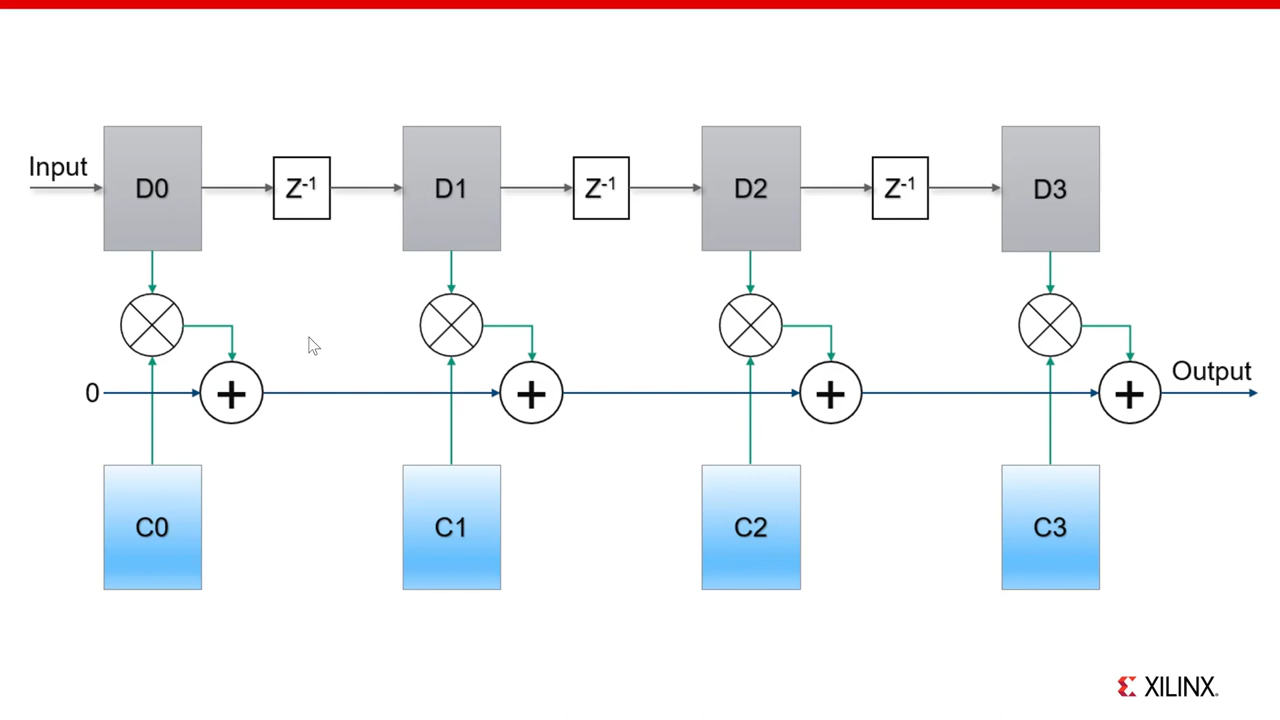 Input
D0
Z-1
D1
Z-1
D2
Z-1
D3
0
+
+
+
+
Output
C0
C1
C2
C3
XILINX.